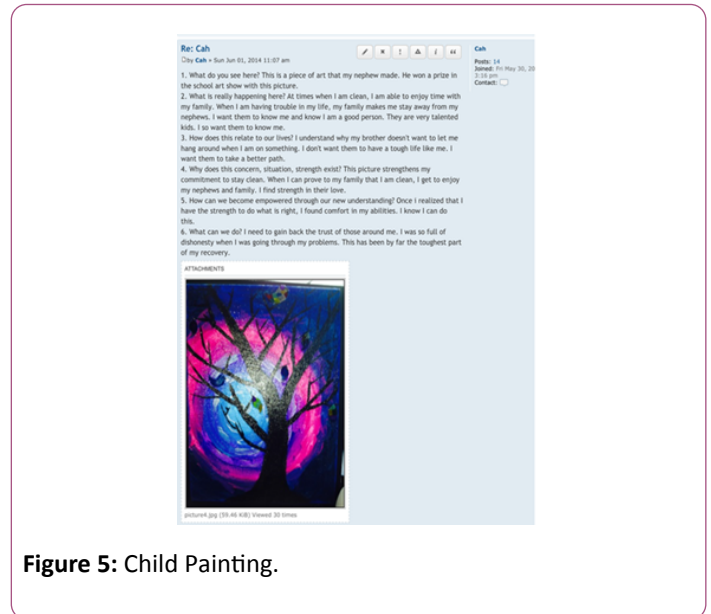 Re: Cah
by Cah » Sun Jun 01, 2014 11:07 am
1. What do you see here? This is a piece of art that my nephew made. He won a prize in
the school art show with this picture.
2. What is really happening here? At times when I am clean, I am able to enjoy time with
my family. When I am having trouble in my life, my family makes me stay away from my
nephews. I want them to know me and know I am a good person. They are very talented
kids. I so want them to know me.
3. How does this relate to our lives? I understand why my brother doesn't want to let me
hang around when I am on something. I don't want them to have a tough life like me. I
want them to take a better path.
4. Why does this concern, situation, strength exist? This picture strengthens my
commitment to stay clean. When I can prove to my family that I am clean, I get to enjoy
my nephews and family. I find strength in their love.
5. How can we become empowered through our new understanding? Once i realized that I
have the strength to do what is right, I found comfort in my abilities. I know I can do
this.
6. What can we do? I need to gain back the trust of those around me. I was so full of
dishonesty when I was going through my problems. This has been by far the toughest part
of my recovery.
Cah
Posts: 14
Joined: Fri May 30, 20
3:16 pm
Contact:
ATTACHMENTS
picture4.jpg (59.46 KiB) Viewed 30 times
Figure 5: Child Painting.